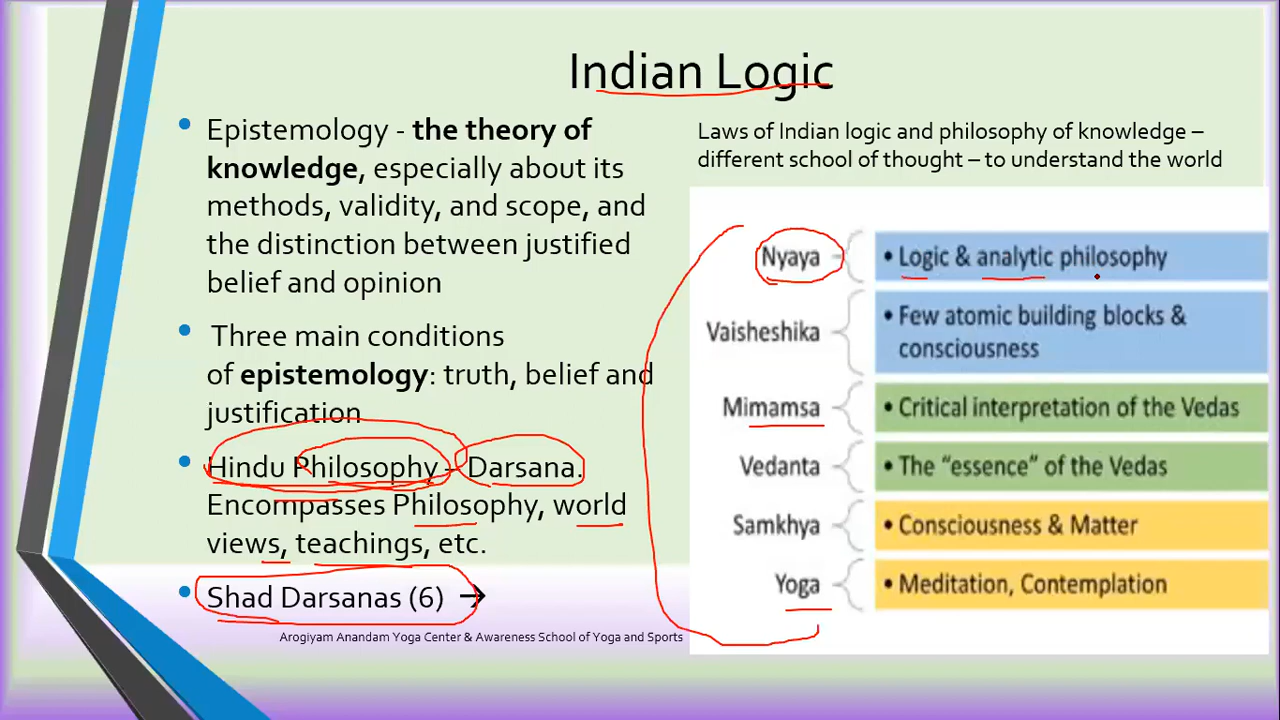 Indian Logic
• Epistemology - the theory of
knowledge, especially about its
methods, validity, and scope, and
the distinction between justified
belief and opinion
• Three main conditions
of epistemology: truth, belief and
justification
• Hindu Philosophy – Darsana.
Encompasses Philosophy, world
views, teachings, etc.
• Shad Darsanas (6) →
Arogiyam Anandam Yoga Center & Awareness School of Yoga and Sports
Laws of Indian logic and philosophy of knowledge –
different school of thought – to understand the world
Nyaya
• Logic & analytic philosophy
Vaisheshika
• Few atomic building blocks &
consciousness
Mimamsa
• Critical interpretation of the Vedas
Vedanta
• The “essence” of the Vedas
Samkhya
• Consciousness & Matter
Yoga
• Meditation, Contemplation